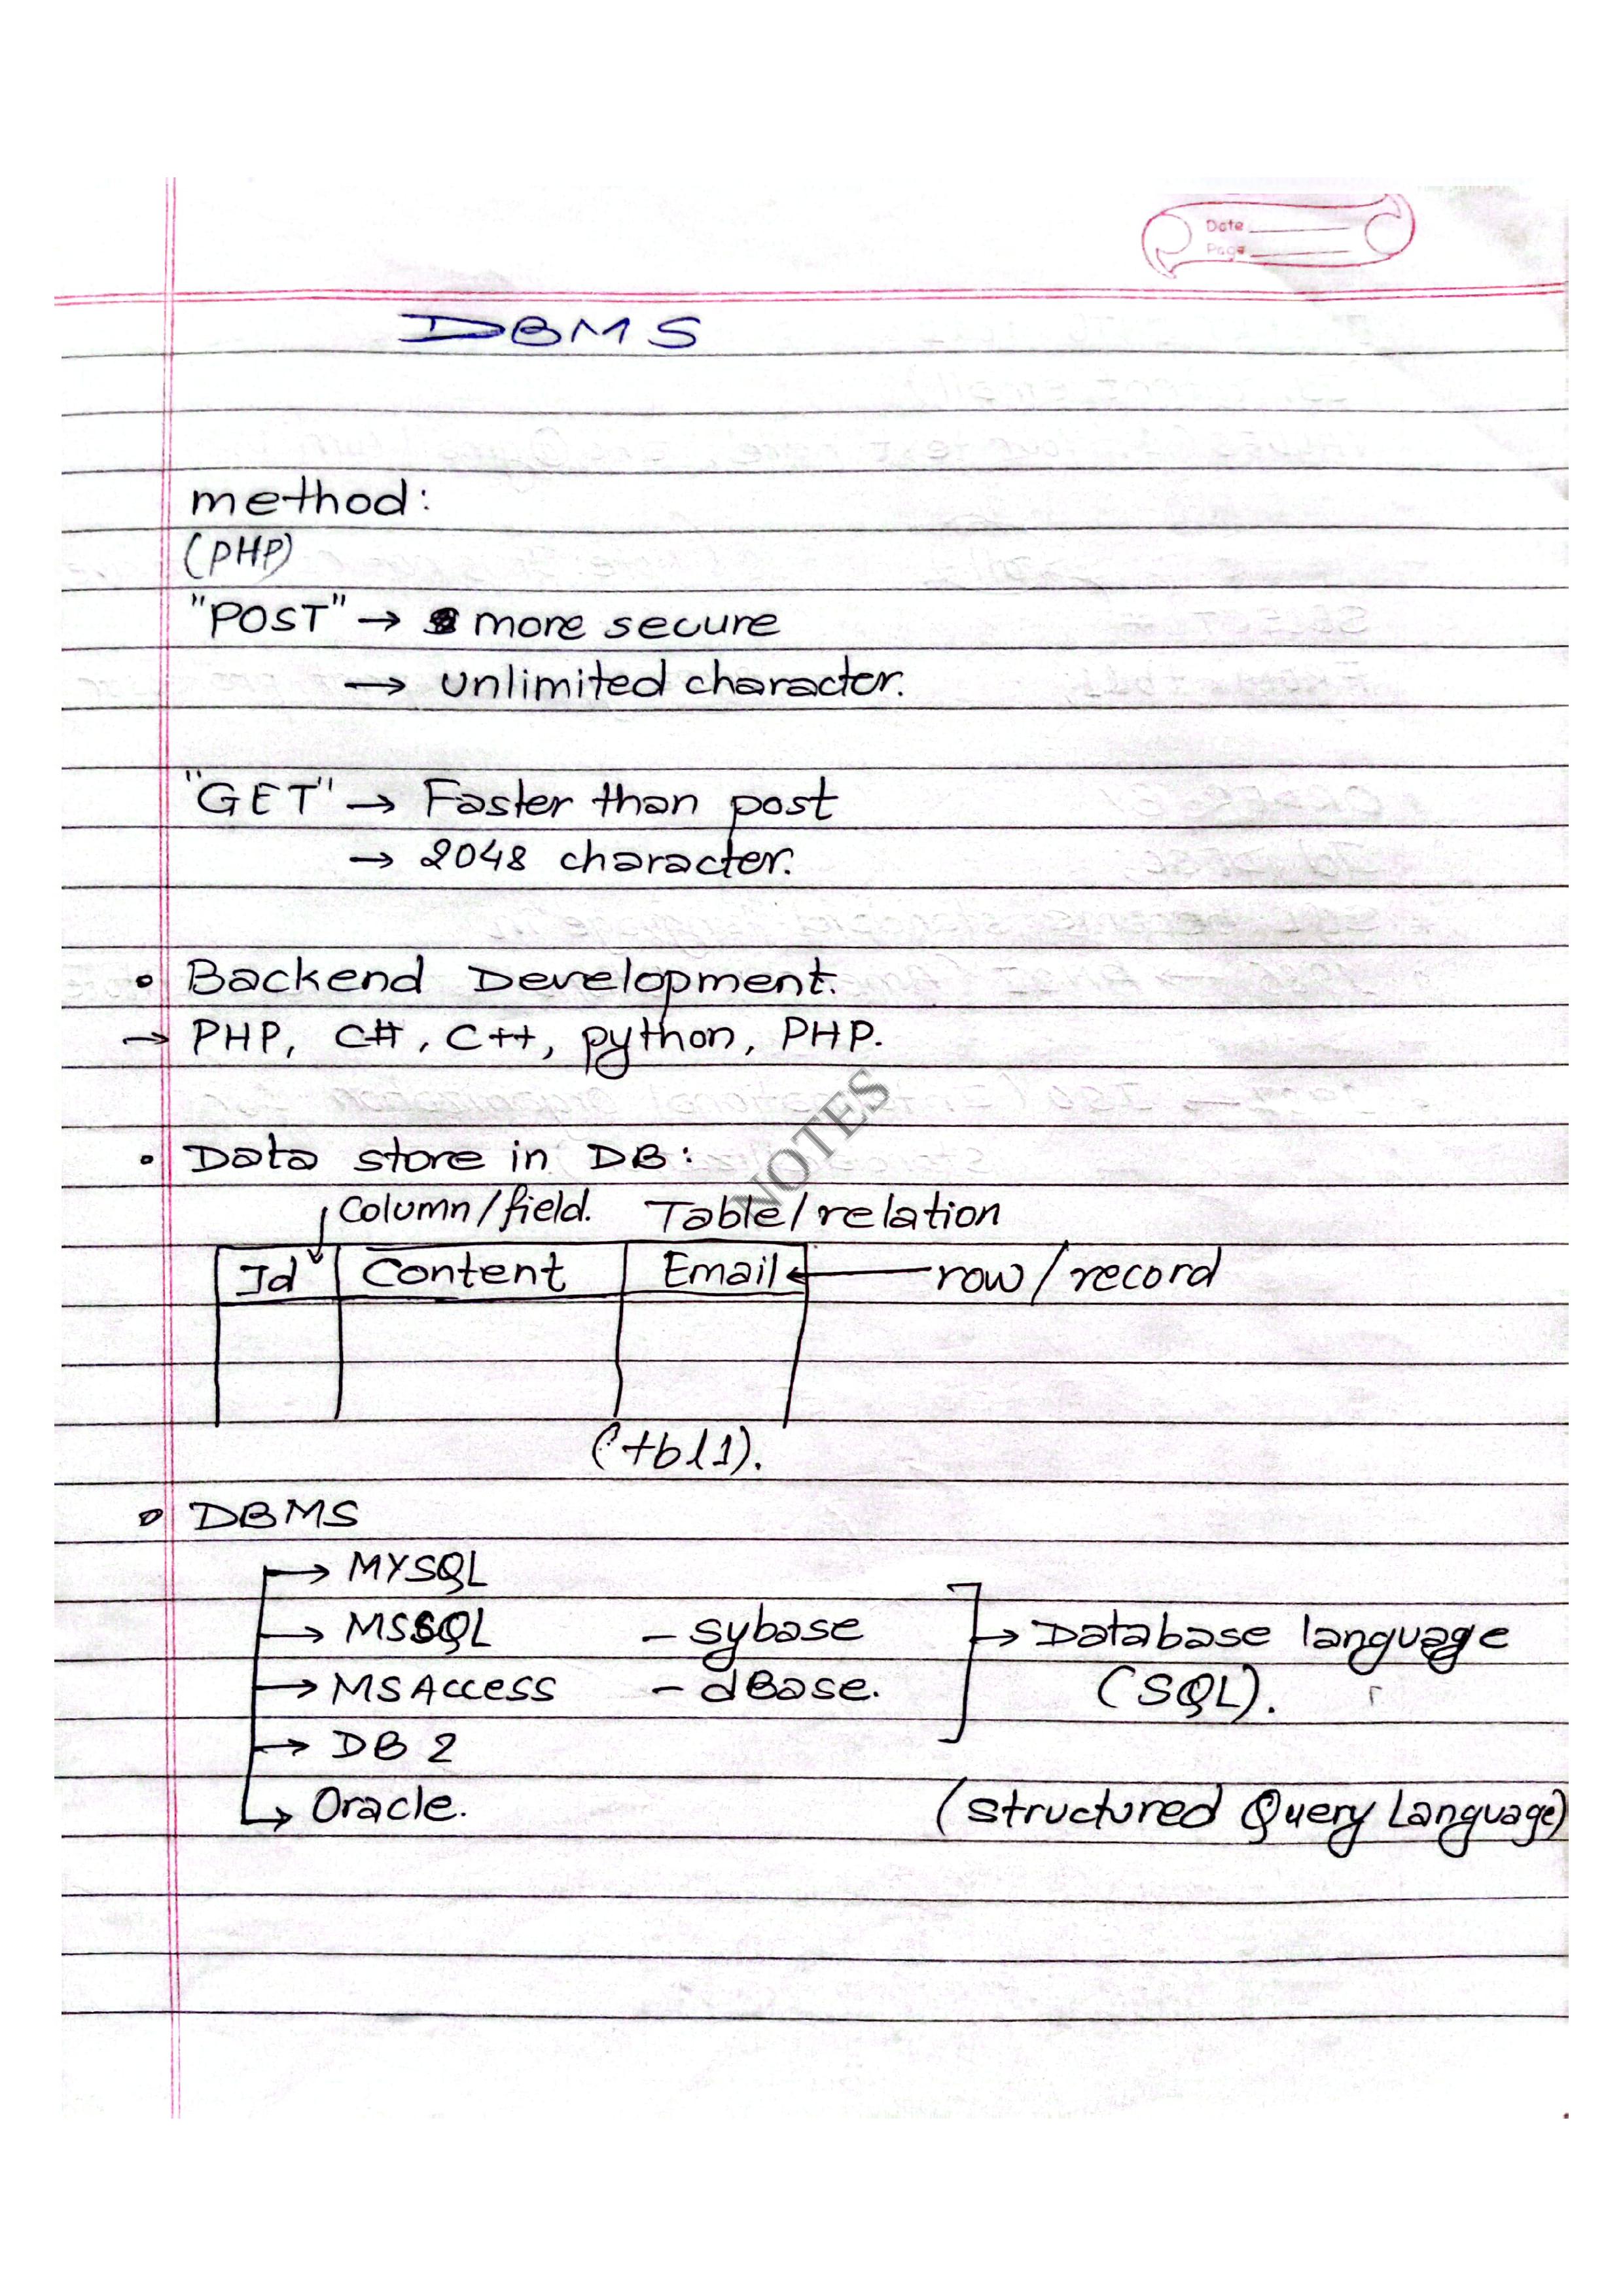 Date
Page
DBMS
method:
(PHP)
"POST" → more secure
→ unlimited character.
"GET" → Faster than post
→ 2048 character.
• Backend Development.
→ PHP, C#, C++, python, PHP.
NOTES
• Data store in DB:
Column/field. Table/relation
Id Content Email ← row/record
(tbl1).
• DBMS
→ MYSQL
→ MSSQL - sybase → Database language
→ MSAccess - dBase. (SQL).
→ DB 2
→ Oracle. (structured Query Language)